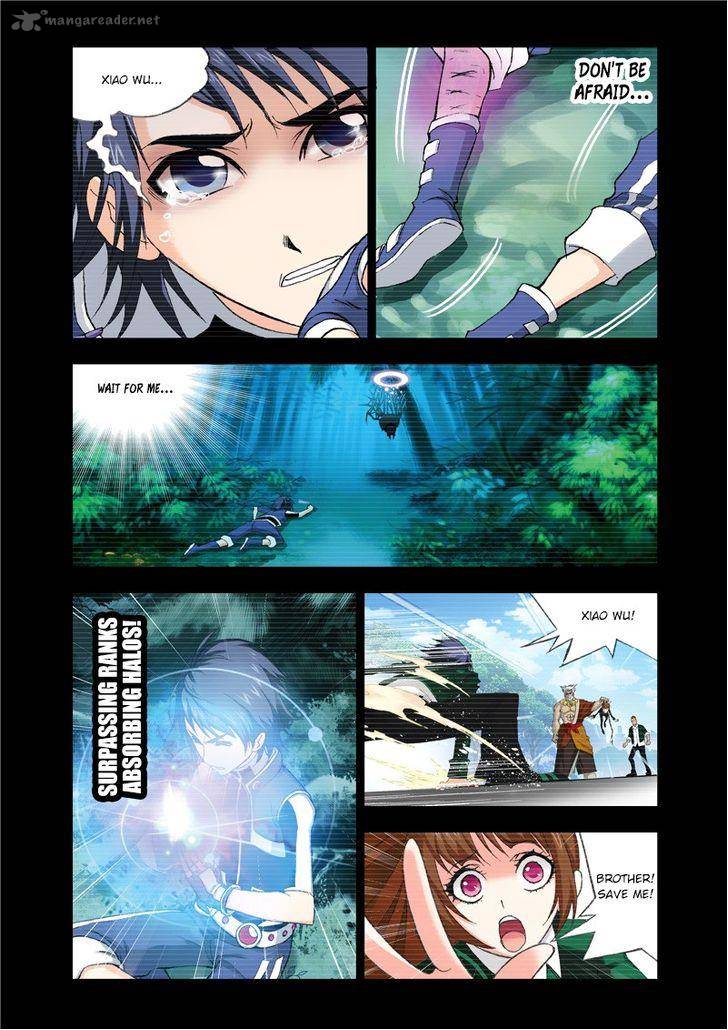 mangareader.net
XIAO WU...
DON'T BE
AFRAID...
WAIT FOR ME...
SURPASSING RANKS
ABSORBING HALOS!
XIAO WU!
BROTHER!
SAVE ME!